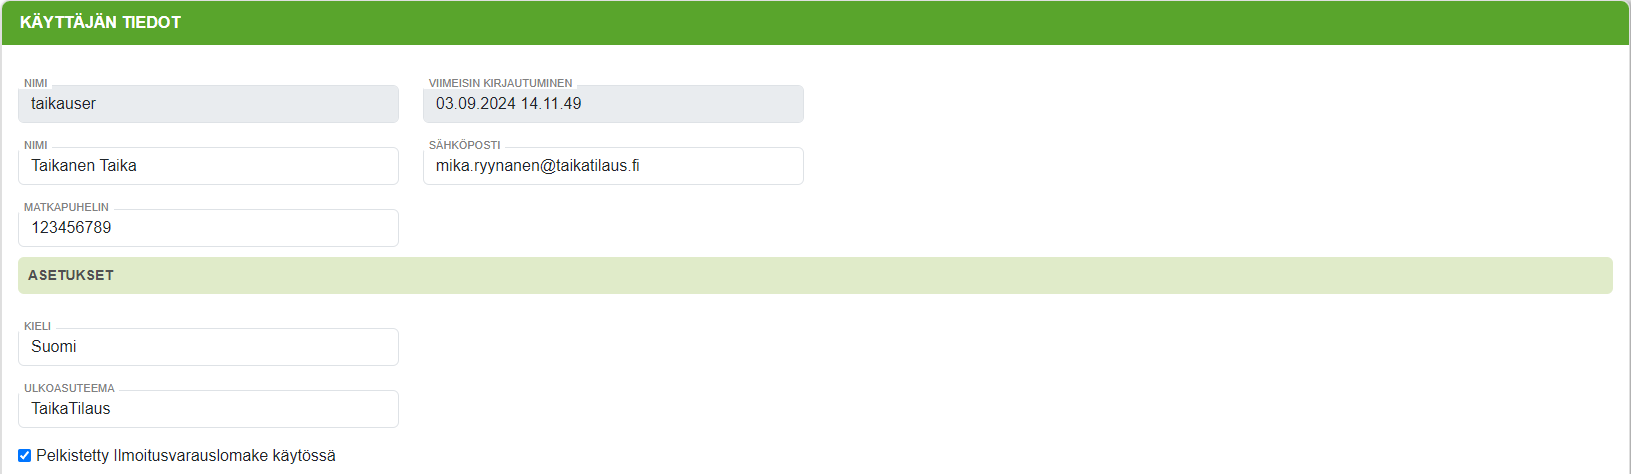 KÄYTTÄJÄN TIEDOT
NIMI
taikauser
VIIMEISIN KIRJAUTUMINEN
03.09.2024 14.11.49
NIMI
Taikanen Taika
SÄHKÖPOSTI
mika.ryynanen@taikatilaus.fi
MATKAPUHELIN
123456789
ASETUKSET
KIELI
Suomi
ULKOASUTEEMA
TaikaTilaus
Pelkistetty Ilmoitusvarauslomake käytössä